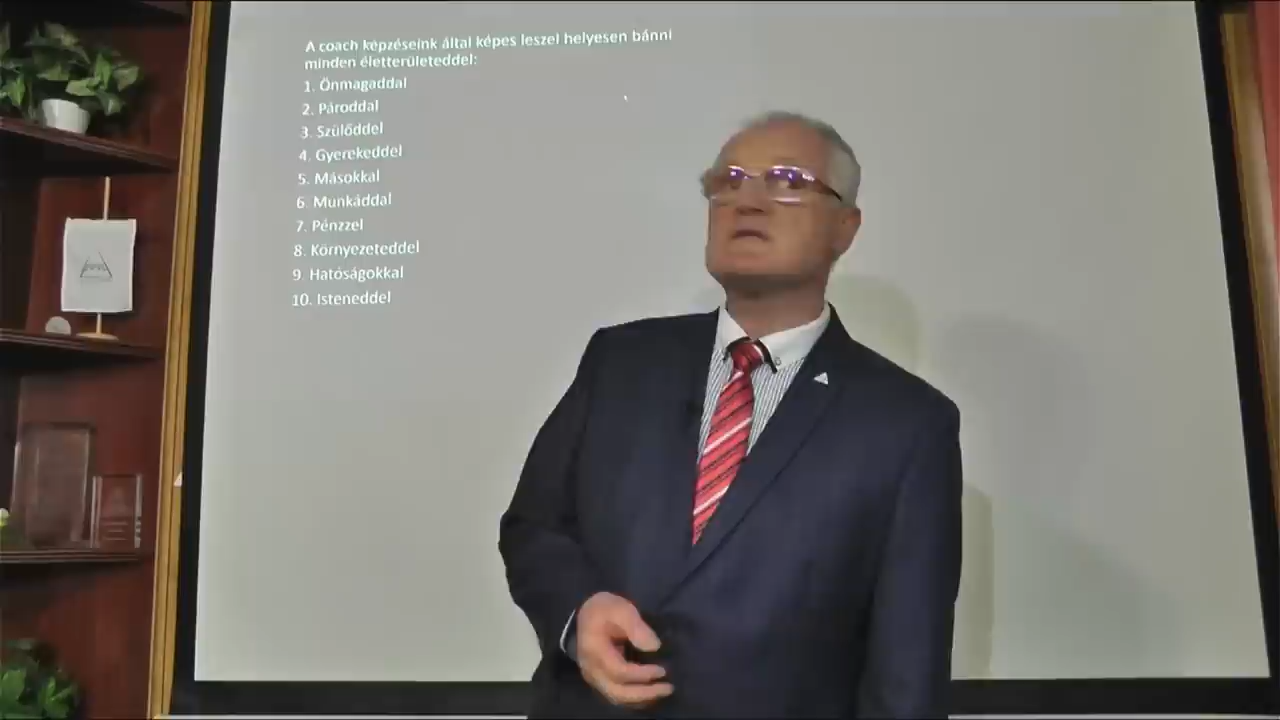 A coach képzéseink által képes leszel helyesen bánni
minden életterületeddel:
1. Önmagaddal
2. Pároddal
3. Szülőddel
4. Gyerekeddel
5. Másokkal
6. Munkáddal
7. Pénzzel
8. Környezeteddel
9. Hatóságokkal
10. Isteneddel